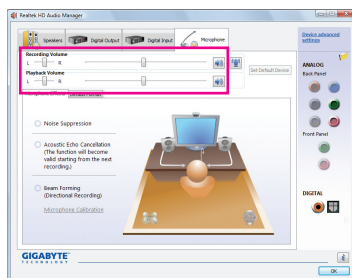 Realtek HD Audio Manager
Speakers
Digital Output
Digital Input
Microphone
Device advanced
settings
Recording Volume
L R
Playback Volume
L R
Set Default Device
ANALOG
Back Panel
Front Panel
DIGITAL
Noise Suppression
Acoustic Echo Cancellation
(The function will become
valid starting from the next
recording.)
Beam Forming
(Directional Recording)
Microphone Calibration
GIGABYTE
TECHNOLOGY
OK